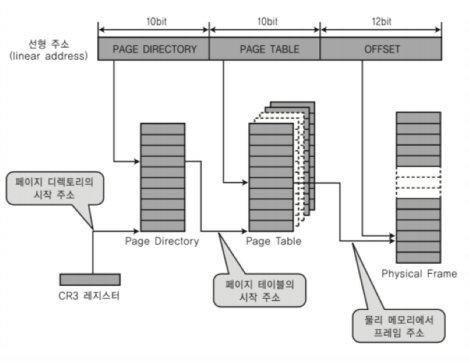 10bit 10bit 12bit
선형 주소
(linear address)
PAGE DIRECTORY PAGE TABLE OFFSET
페이지 디렉토리의
시작 주소
Page Directory Page Table
Physical Frame
CR3 레지스터
페이지 테이블의
시작 주소
물리 메모리에서
프레임 주소